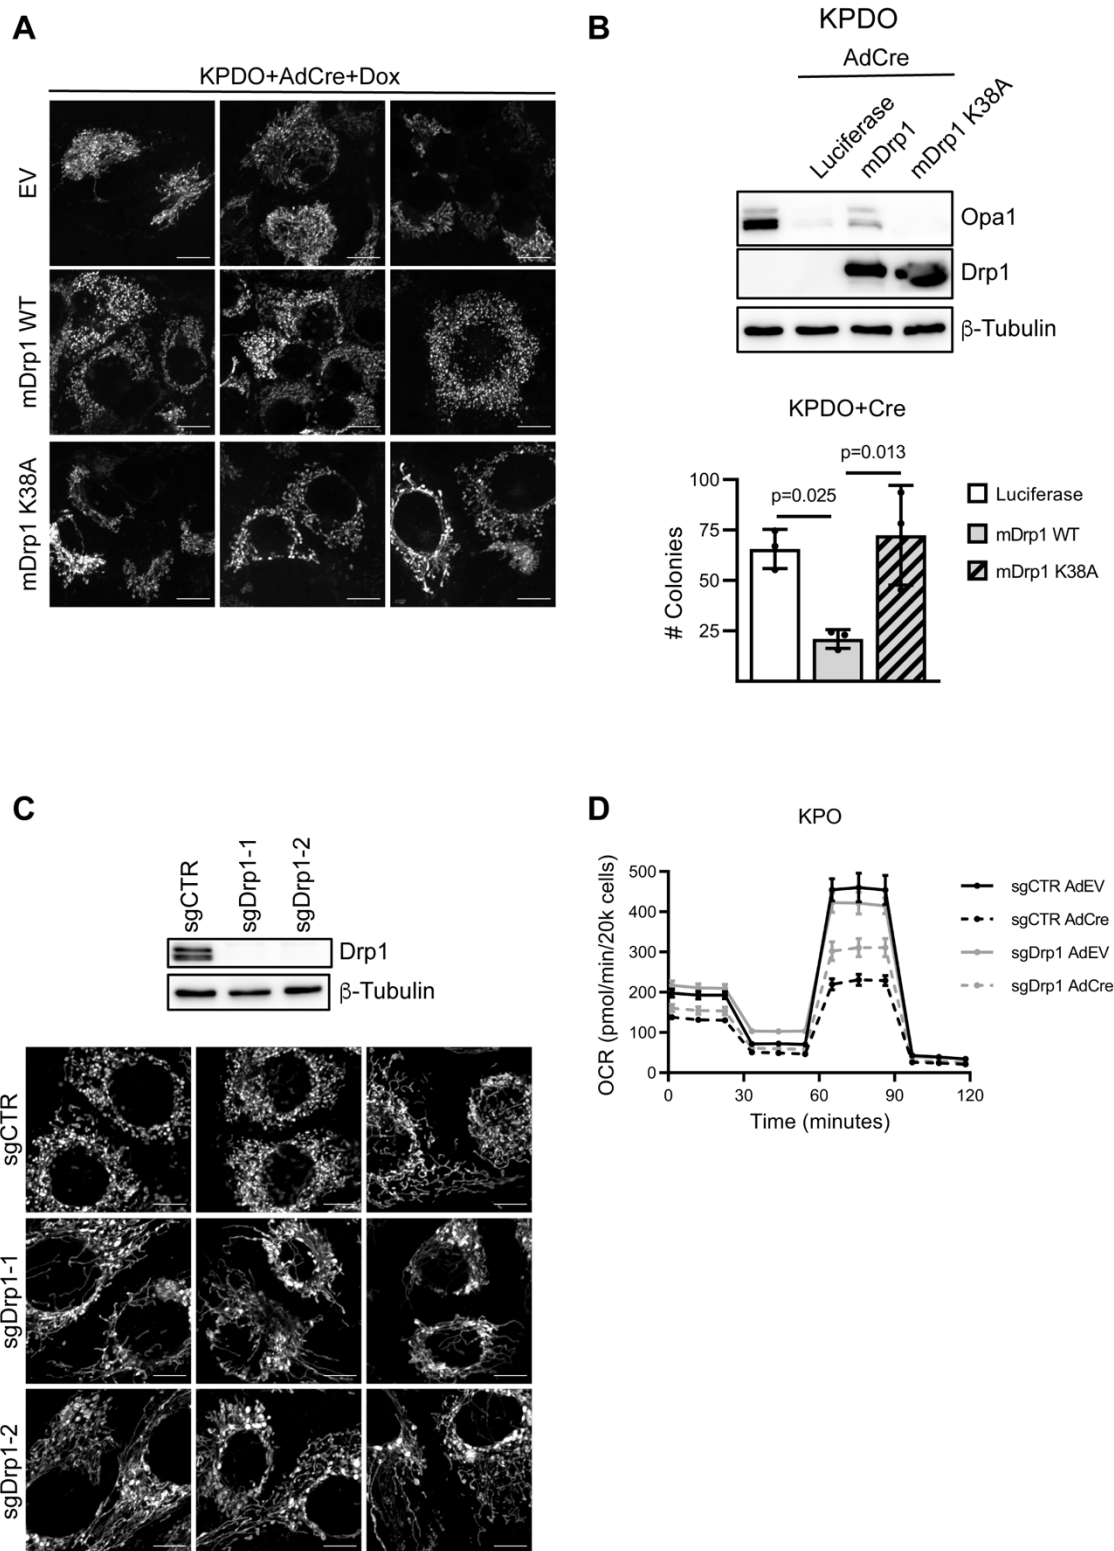 A
KPDO+AdCre+Dox
EV
mDrp1 WT
mDrp1 K38A
B
KPDO
AdCre
Luciferase
mDrp1
mDrp1 K38A
Opa1
Drp1
β-Tubulin
KPDO+Cre
p=0.013
p=0.025
100
75
50
25
# Colonies
Luciferase
mDrp1 WT
mDrp1 K38A
C
sgCTR
sgDrp1-1
sgDrp1-2
Drp1
β-Tubulin
sgCTR
sgDrp1-1
sgDrp1-2
D
KPO
OCR (pmol/min/20k cells)
500
400
300
200
100
0
0 30 60 90 120
Time (minutes)
sgCTR AdEV
sgCTR AdCre
sgDrp1 AdEV
sgDrp1 AdCre